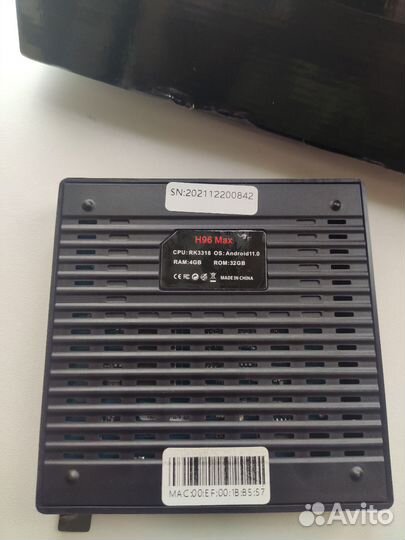 SN:202112200842
H96 Max
CPU:RK3318 OS:Android11.0
RAM:4GB ROM:32GB
CE MADE IN CHINA
MAC:00:EF:00:1B:B5:57
Avito